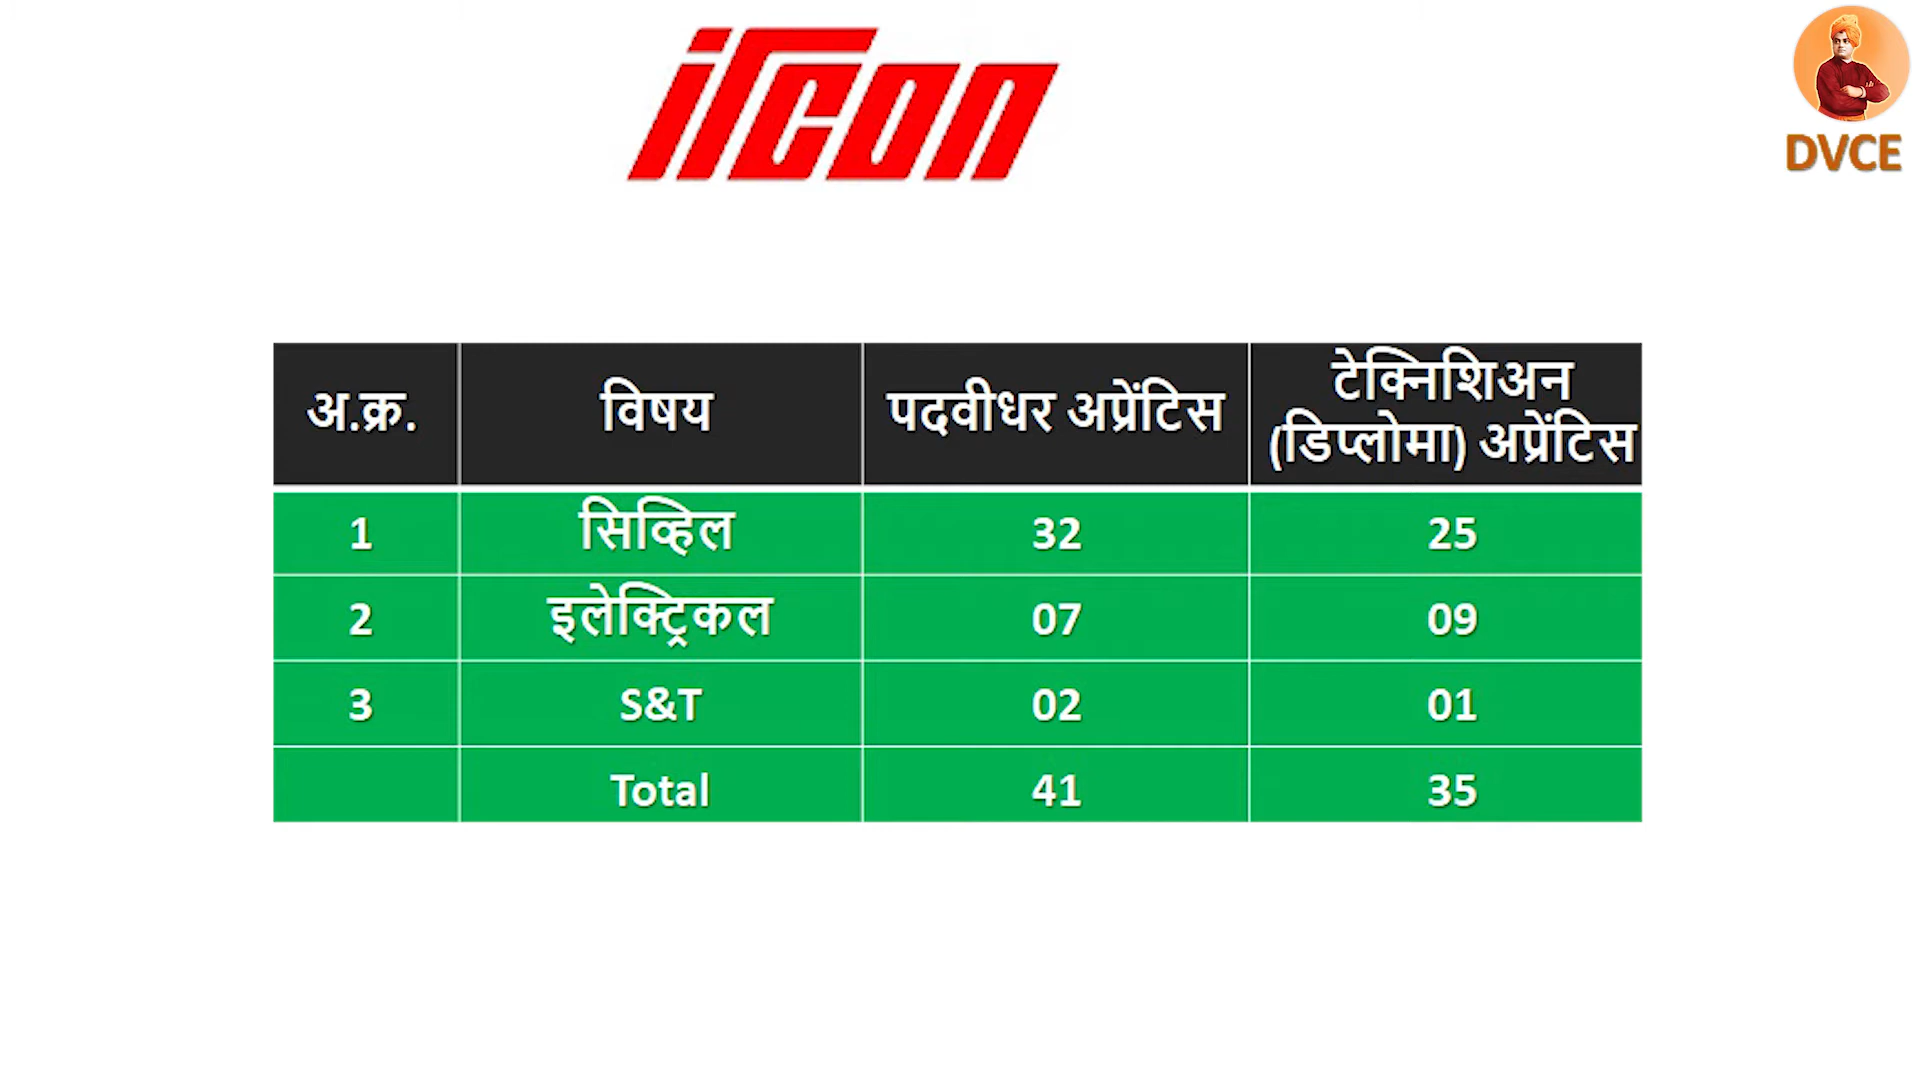 ircon
DVCE
अ.क्र. विषय पदवीधर अप्रेंटिस टेक्निशिअन (डिप्लोमा) अप्रेंटिस
1 सिव्हिल 32 25
2 इलेक्ट्रिकल 07 09
3 S&T 02 01
Total 41 35